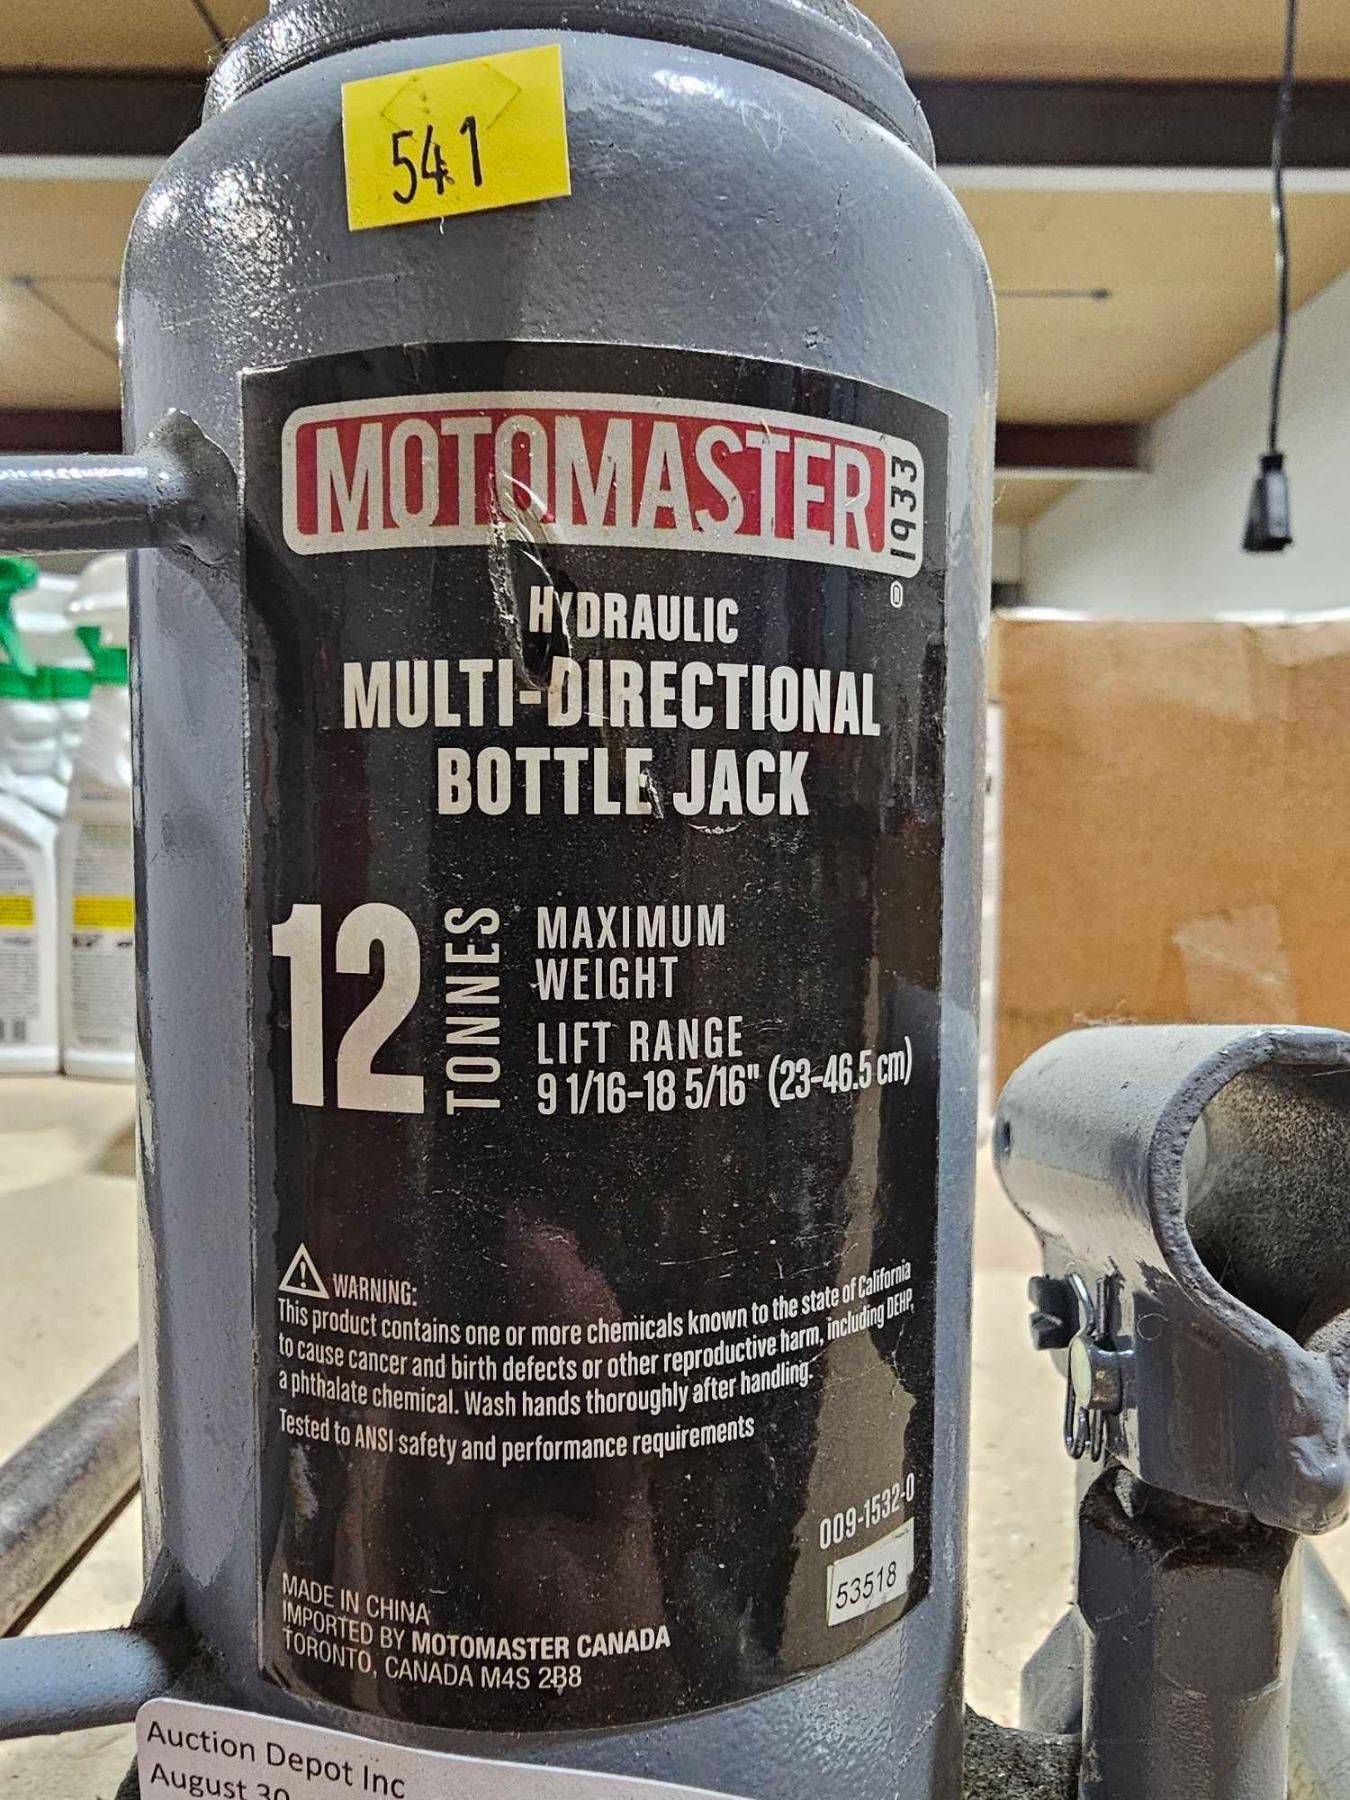 541
MOTOMASTER
1933
®
HYDRAULIC
MULTI-DIRECTIONAL
BOTTLE JACK
12
TONNES
MAXIMUM
WEIGHT
LIFT RANGE
9 1/16-18 5/16" (23-46.5 cm)
WARNING:
This product contains one or more chemicals known to the state of California
to cause cancer and birth defects or other reproductive harm, including DEHP,
a phthalate chemical. Wash hands thoroughly after handling.
Tested to ANSI safety and performance requirements
009-1532-0
53518
MADE IN CHINA
IMPORTED BY MOTOMASTER CANADA
TORONTO, CANADA M4S 2B8
Auction Depot Inc
August 30